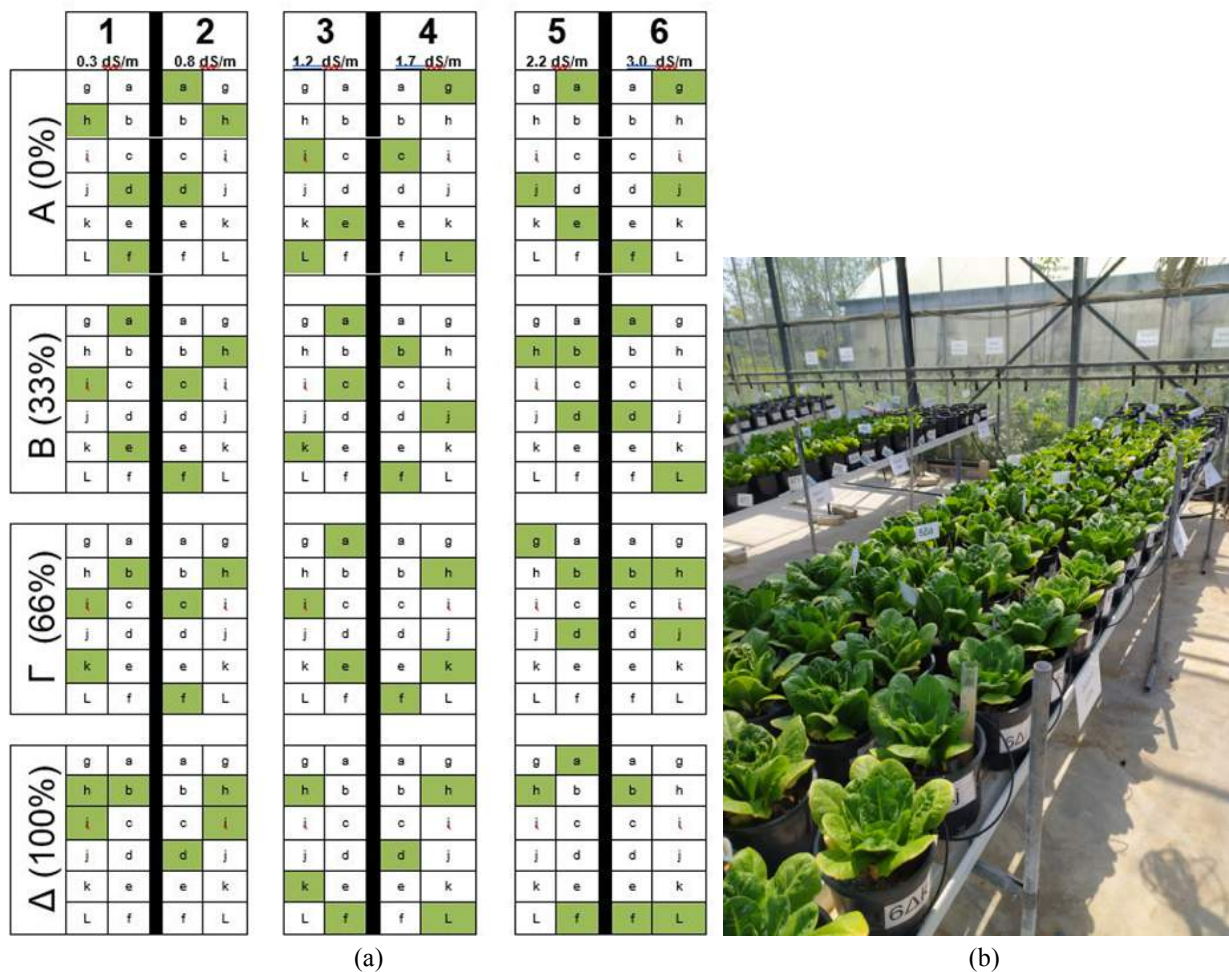 1 2 3 4 5 6
0.3 dS/m 0.8 dS/m 1.2 dS/m 1.7 dS/m 2.2 dS/m 3.0 dS/m
A (0%)
g a a g g a a g g a a g
h b b h h b b h h b b h
i c c i i c c i i c c i
j d d j j d d j j d d j
k e e k k e e k k e e k
L f f L L f f L L f f L
B (33%)
g a a g g a a g g a a g
h b b h h b b h h b b h
i c c i i c c i i c c i
j d d j j d d j j d d j
k e e k k e e k k e e k
L f f L L f f L L f f L
Γ (66%)
g a a g g a a g g a a g
h b b h h b b h h b b h
i c c i i c c i i c c i
j d d j j d d j j d d j
k e e k k e e k k e e k
L f f L L f f L L f f L
Δ (100%)
g a a g g a a g g a a g
h b b h h b b h h b b h
i c c i i c c i i c c i
j d d j j d d j j d d j
k e e k k e e k k e e k
L f f L L f f L L f f L
(a)
6Δ
j
6Δk
(b)